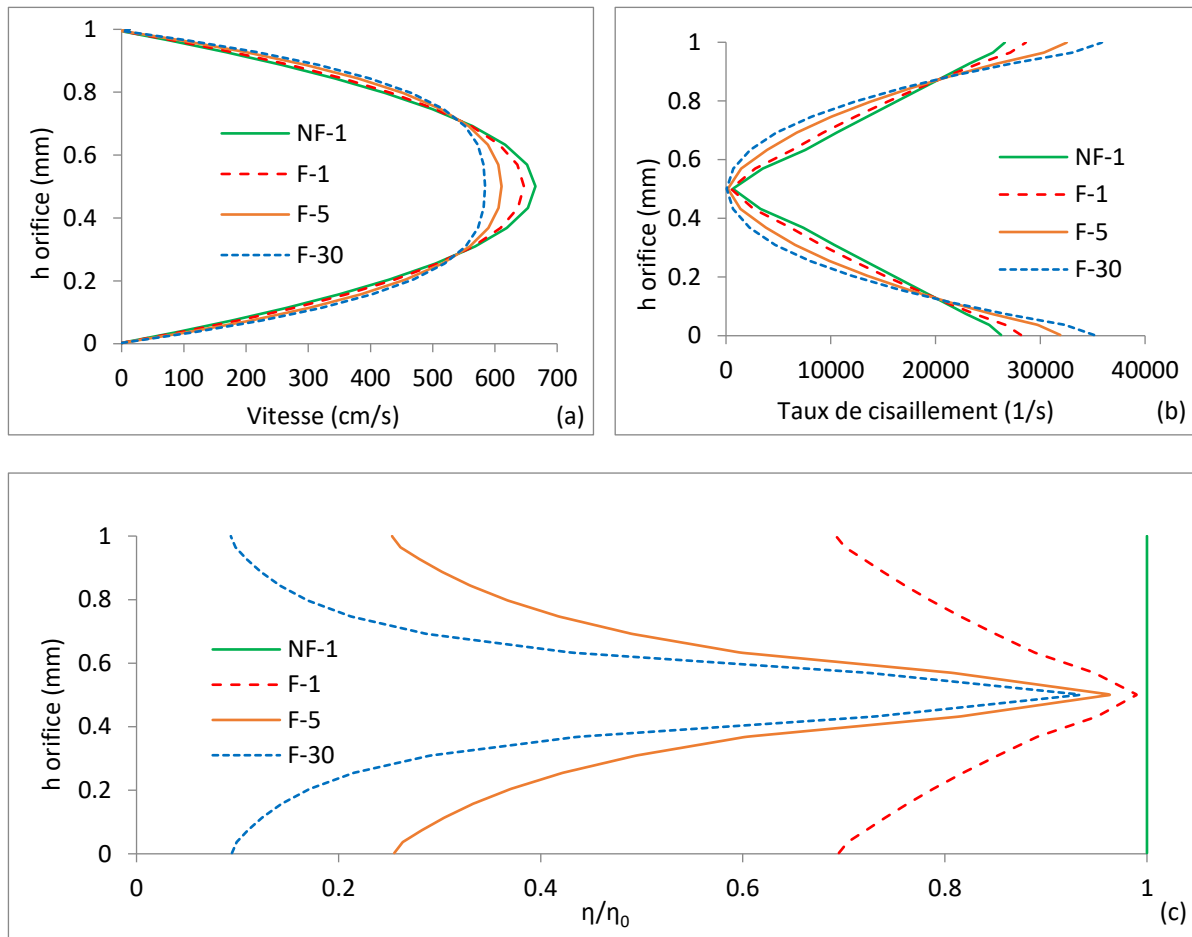 1
0.8
0.6
0.4
0.2
0
h orifice (mm)
NF-1
F-1
F-5
F-30
0 100 200 300 400 500 600 700
Vitesse (cm/s)
(a)
1
0.8
0.6
0.4
0.2
0
h orifice (mm)
NF-1
F-1
F-5
F-30
0 10000 20000 30000 40000
Taux de cisaillement (1/s)
(b)
1
0.8
0.6
0.4
0.2
0
h orifice (mm)
NF-1
F-1
F-5
F-30
0 0.2 0.4 0.6 0.8 1
η/η₀
(c)